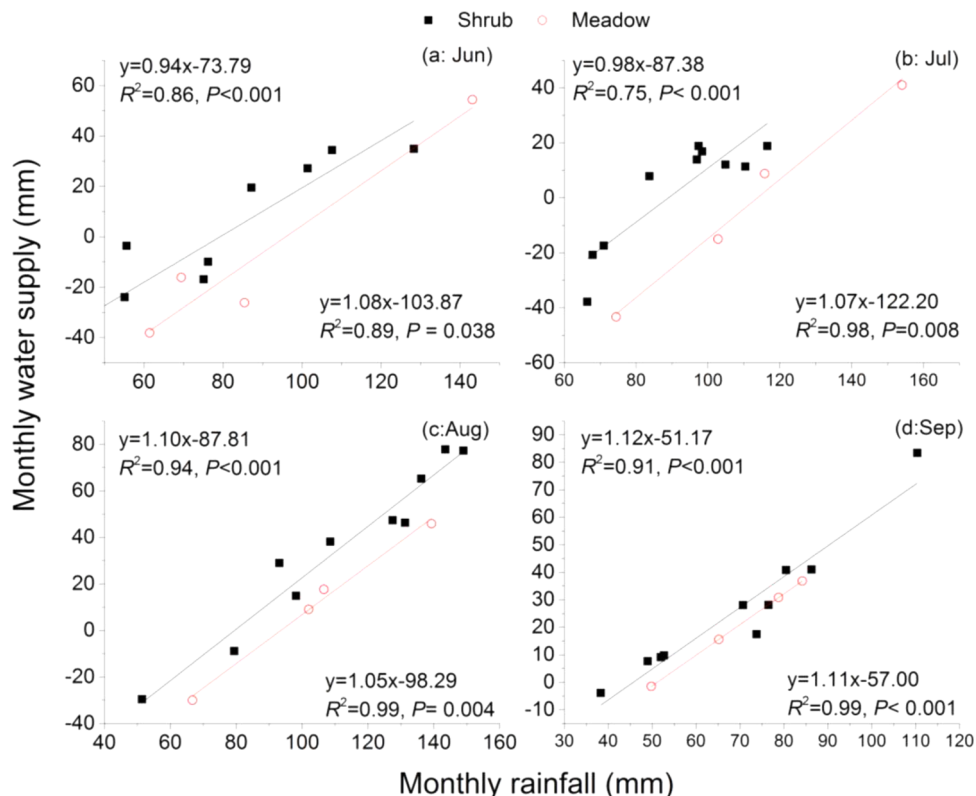 Shrub Meadow
(a: Jun)
y=0.94x-73.79
R²=0.86, P<0.001
y=1.08x-103.87
R²=0.89, P = 0.038
60
40
20
0
-20
-40
60 80 100 120 140
(b: Jul)
y=0.98x-87.38
R²=0.75, P< 0.001
y=1.07x-122.20
R²=0.98, P=0.008
40
20
0
-20
-40
-60
60 80 100 120 140 160
(c:Aug)
y=1.10x-87.81
R²=0.94, P<0.001
y=1.05x-98.29
R²=0.99, P= 0.004
80
60
40
20
0
-20
-40
40 60 80 100 120 140 160
(d:Sep)
y=1.12x-51.17
R²=0.91, P<0.001
y=1.11x-57.00
R²=0.99, P< 0.001
90
80
70
60
50
40
30
20
10
0
-10
30 40 50 60 70 80 90 100 110 120
Monthly water supply (mm)
Monthly rainfall (mm)